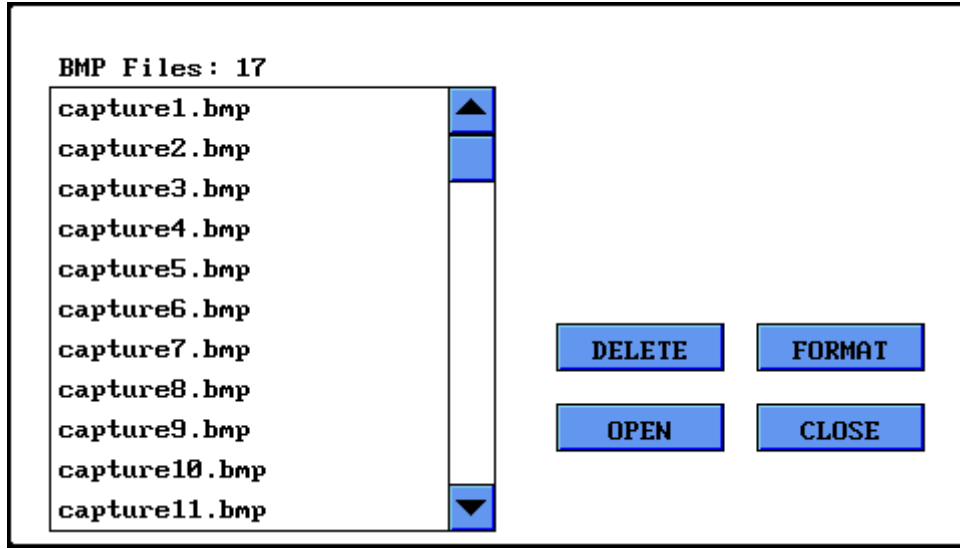 BMP Files: 17
capture1.bmp
capture2.bmp
capture3.bmp
capture4.bmp
capture5.bmp
capture6.bmp
capture7.bmp
capture8.bmp
capture9.bmp
capture10.bmp
capture11.bmp
DELETE
FORMAT
OPEN
CLOSE